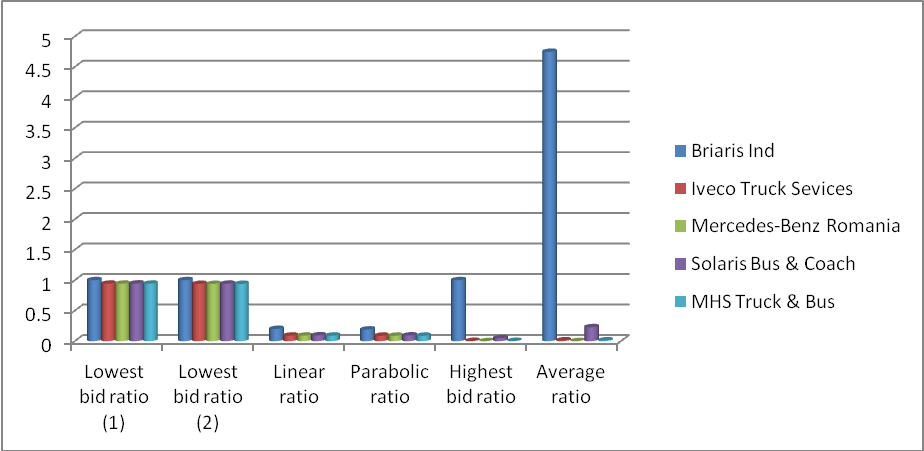 5
4.5
4
3.5
3
2.5
2
1.5
1
0.5
0
Lowest
bid ratio
(1)
Lowest
bid ratio
(2)
Linear
ratio
Parabolic
ratio
Highest
bid ratio
Average
ratio
Briaris Ind
Iveco Truck Sevices
Mercedes-Benz Romania
Solaris Bus & Coach
MHS Truck & Bus